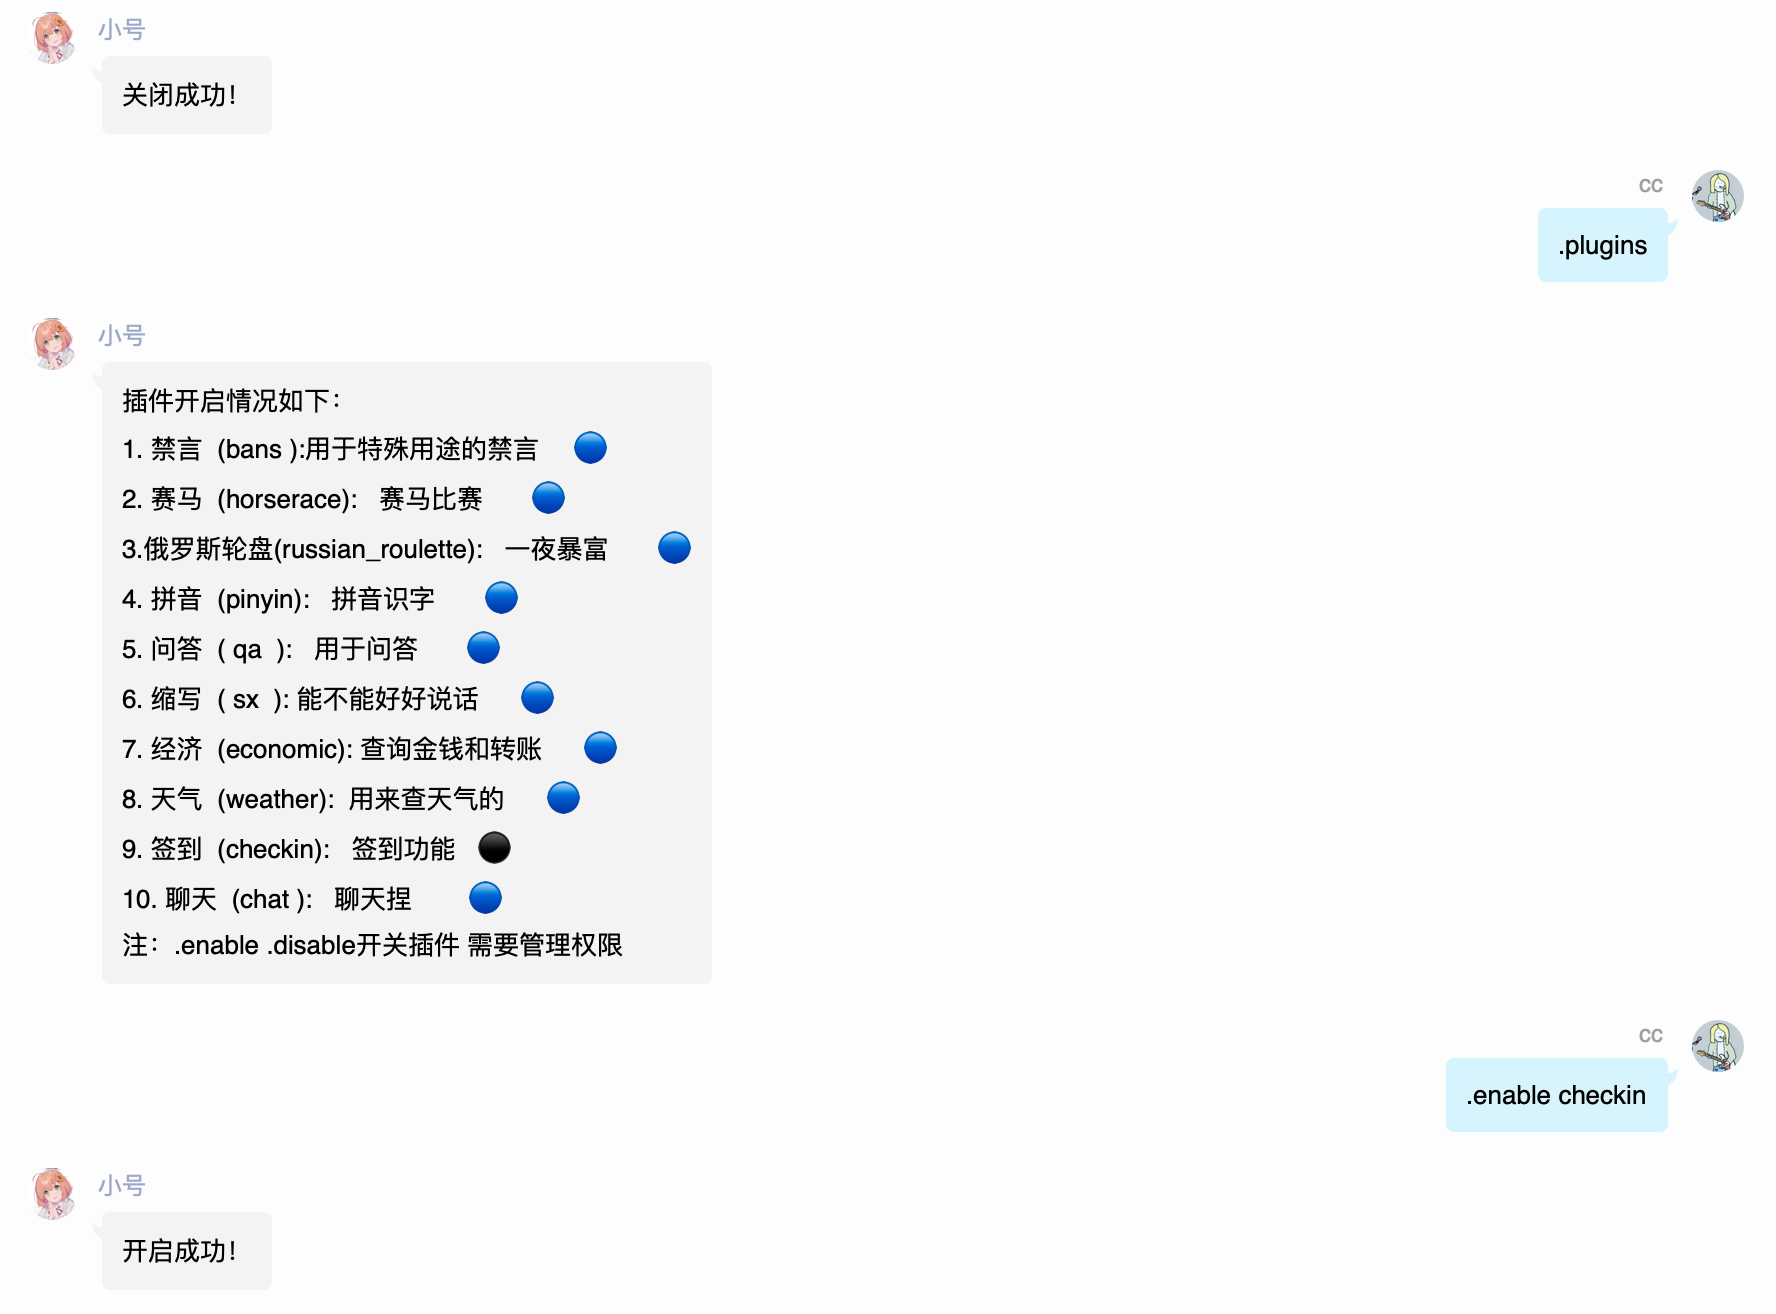 小号
关闭成功！
CC
.plugins
小号
插件开启情况如下：
1. 禁言  (bans ):用于特殊用途的禁言
2. 赛马  (horserace):   赛马比赛
3.俄罗斯轮盘(russian_roulette):   一夜暴富
4. 拼音  (pinyin):   拼音识字
5. 问答  ( qa  ):   用于问答
6. 缩写  ( sx  ): 能不能好好说话
7. 经济  (economic): 查询金钱和转账
8. 天气  (weather):  用来查天气的
9. 签到  (checkin):   签到功能
10. 聊天  (chat ):   聊天捏
注：.enable .disable开关插件 需要管理权限
CC
.enable checkin
小号
开启成功！